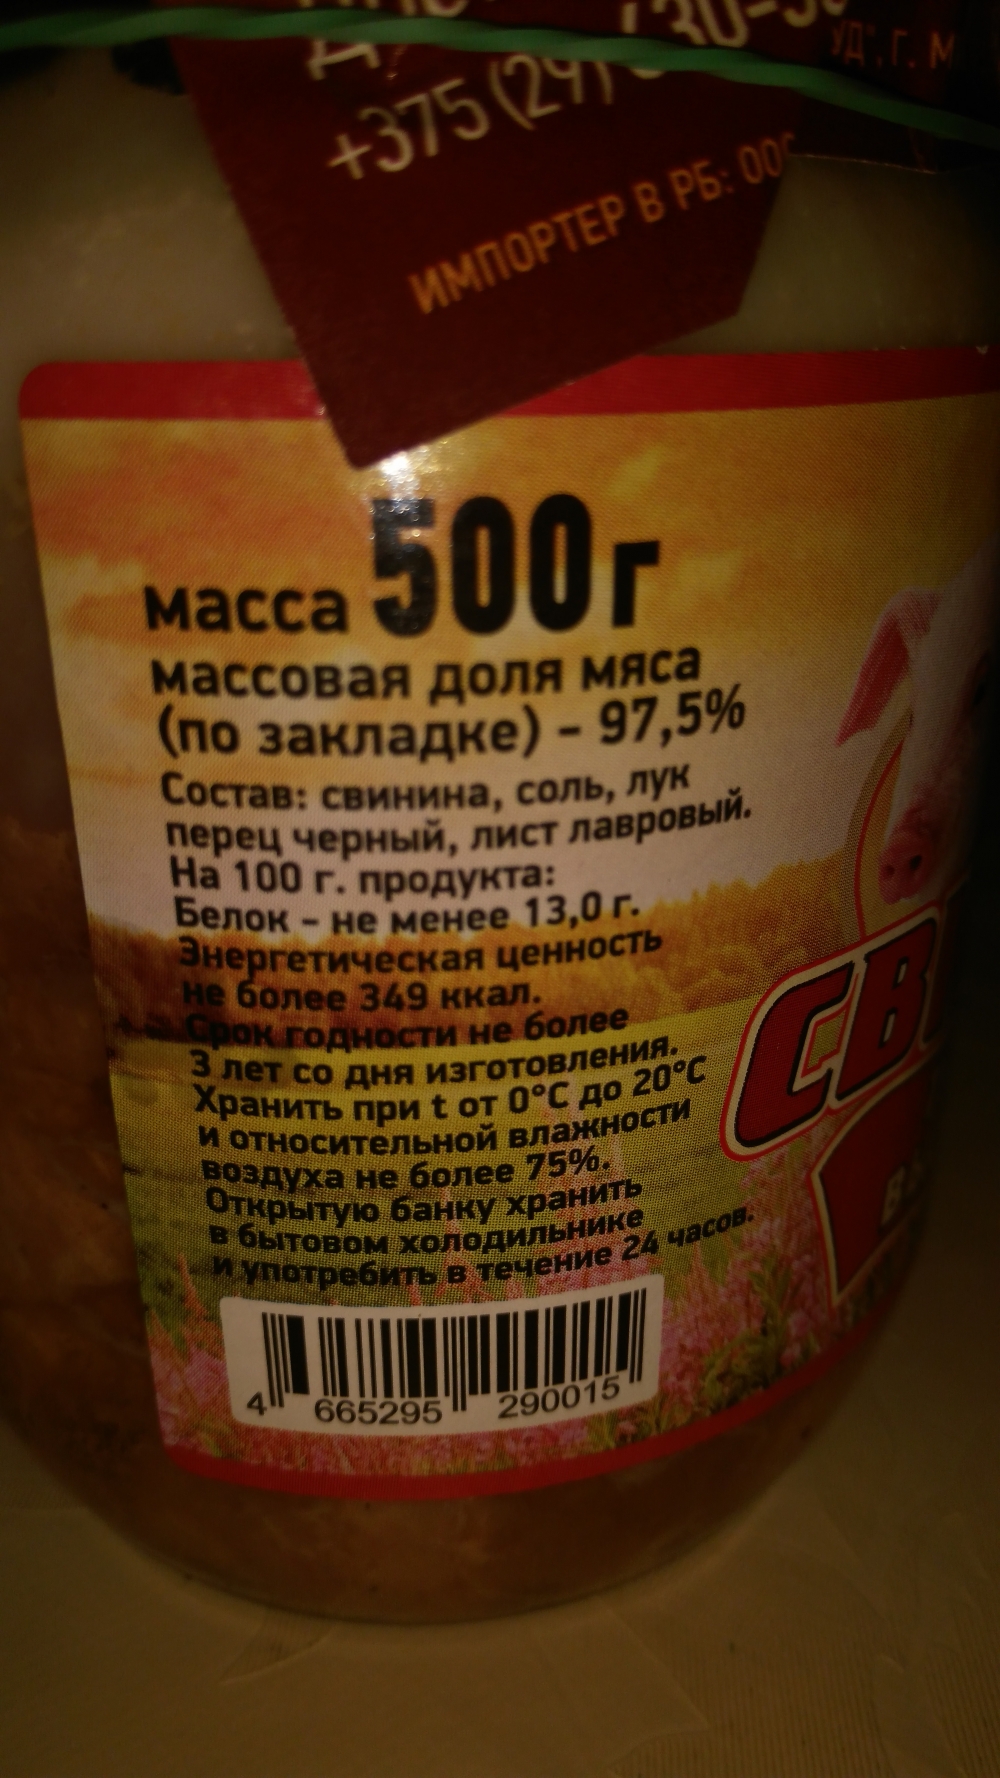 +375 (29)
ИМПОРТЕР В РБ:
масса 500г
массовая доля мяса
(по закладке) – 97,5%
Состав: свинина, соль, лук
перец черный, лист лавровый.
На 100 г. продукта:
Белок – не менее 13,0 г.
Энергетическая ценность
не более 349 ккал.
Срок годности не более
3 лет со дня изготовления.
Хранить при t от 0°С до 20°С
и относительной влажности
воздуха не более 75%.
Открытую банку хранить
в бытовом холодильнике
и употребить в течение 24 часов.
4 665295 290015